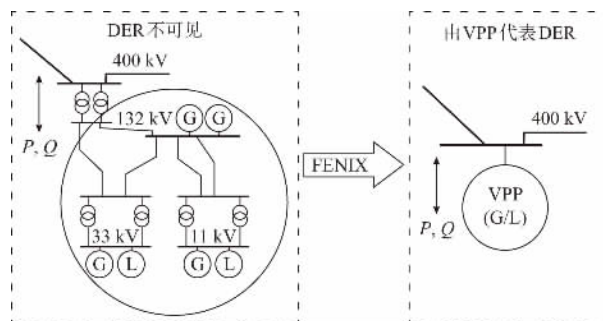 DER不可见
400 kV
P, Q
132 kV
G
G
33 kV
11 kV
G
L
G
L
FENIX
由VPP代表DER
400 kV
P, Q
VPP
(G/L)